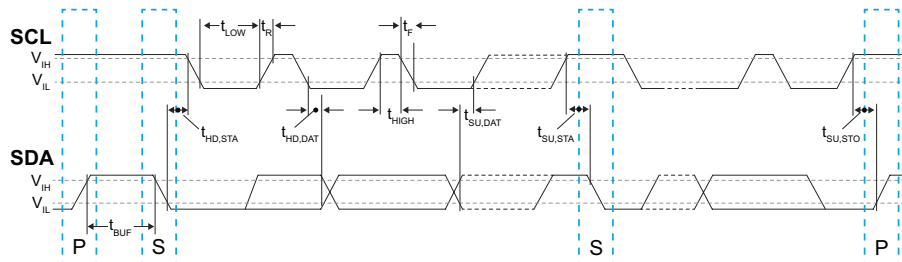 t_LOW t_R t_F
SCL
V_IH
V_IL
t_HD,STA t_HD,DAT t_HIGH t_SU,DAT t_SU,STA t_SU,STO
SDA
V_IH
V_IL
t_BUF
P S S P